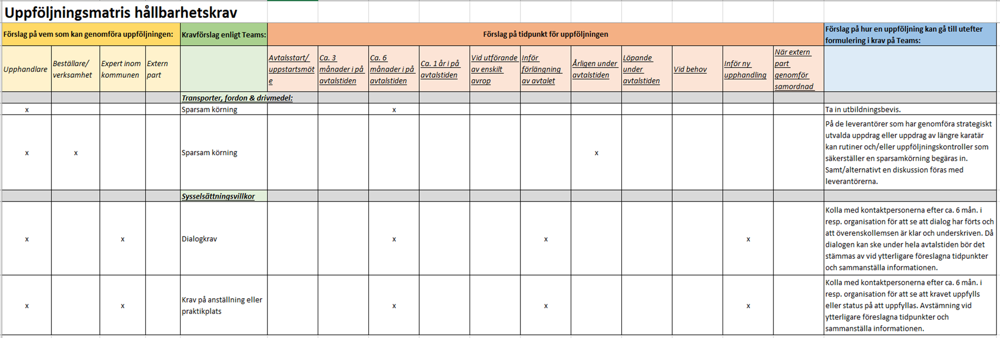 Uppföljningsmatris hållbarhetskrav
Förslag på vem som kan genomföra uppföljningen:
Kravförslag enligt Teams:
Förslag på tidpunkt för uppföljningen
Förslag på hur en uppföljning kan gå till utefter
formulering i krav på Teams:
Upphandlare
Beställare/
verksamhet
Expert inom
kommunen
Extern
part
Avtalsstart/
uppstartsmöt
e
Ca. 3
månader i på
avtalstiden
Ca. 6
månader i på
avtalstiden
Ca. 1 år i på
avtalstiden
Vid utförande
av enskilt
avrop
Inför
förlängning
av avtalet
Årligen under
avtalstiden
Löpande
under
avtalstiden
Vid behov
Inför ny
upphandling
När extern
part
genomför
samordnad
Transporter, fordon & drivmedel:
x
Sparsam körning
x
Ta in utbildningsbevis.
x
x
Sparsam körning
x
På de leverantörer som har genomföra strategiskt
utvalda uppdrag eller uppdrag av längre karatär
kan rutiner och/eller uppföljningskontroller som
säkerställer en sparsamkörning begäras in.
Samt/alternativt en diskussion föras med
leverantörerna.
Sysselsättningsvillkor
x
x
Dialogkrav
x
x
x
Kolla med kontaktpersonerna efter ca. 6 mån. i
resp. organisation för att se att dialog har förts och
att överenskollemsen är klar och underskriven. Då
dialogen kan ske under hela avtalstiden bör det
stämmas av vid ytterligare föreslagna tidpunkter
och sammanställa informationen.
x
x
Krav på anställning eller
praktikplats
x
x
x
Kolla med kontaktpersonerna efter ca. 6 mån. i
resp. organisation för att se att kravet uppfylls
eller status på att uppfyllas. Avstämning vid
ytterligare föreslagna tidpunkter och
sammanställa informationen.